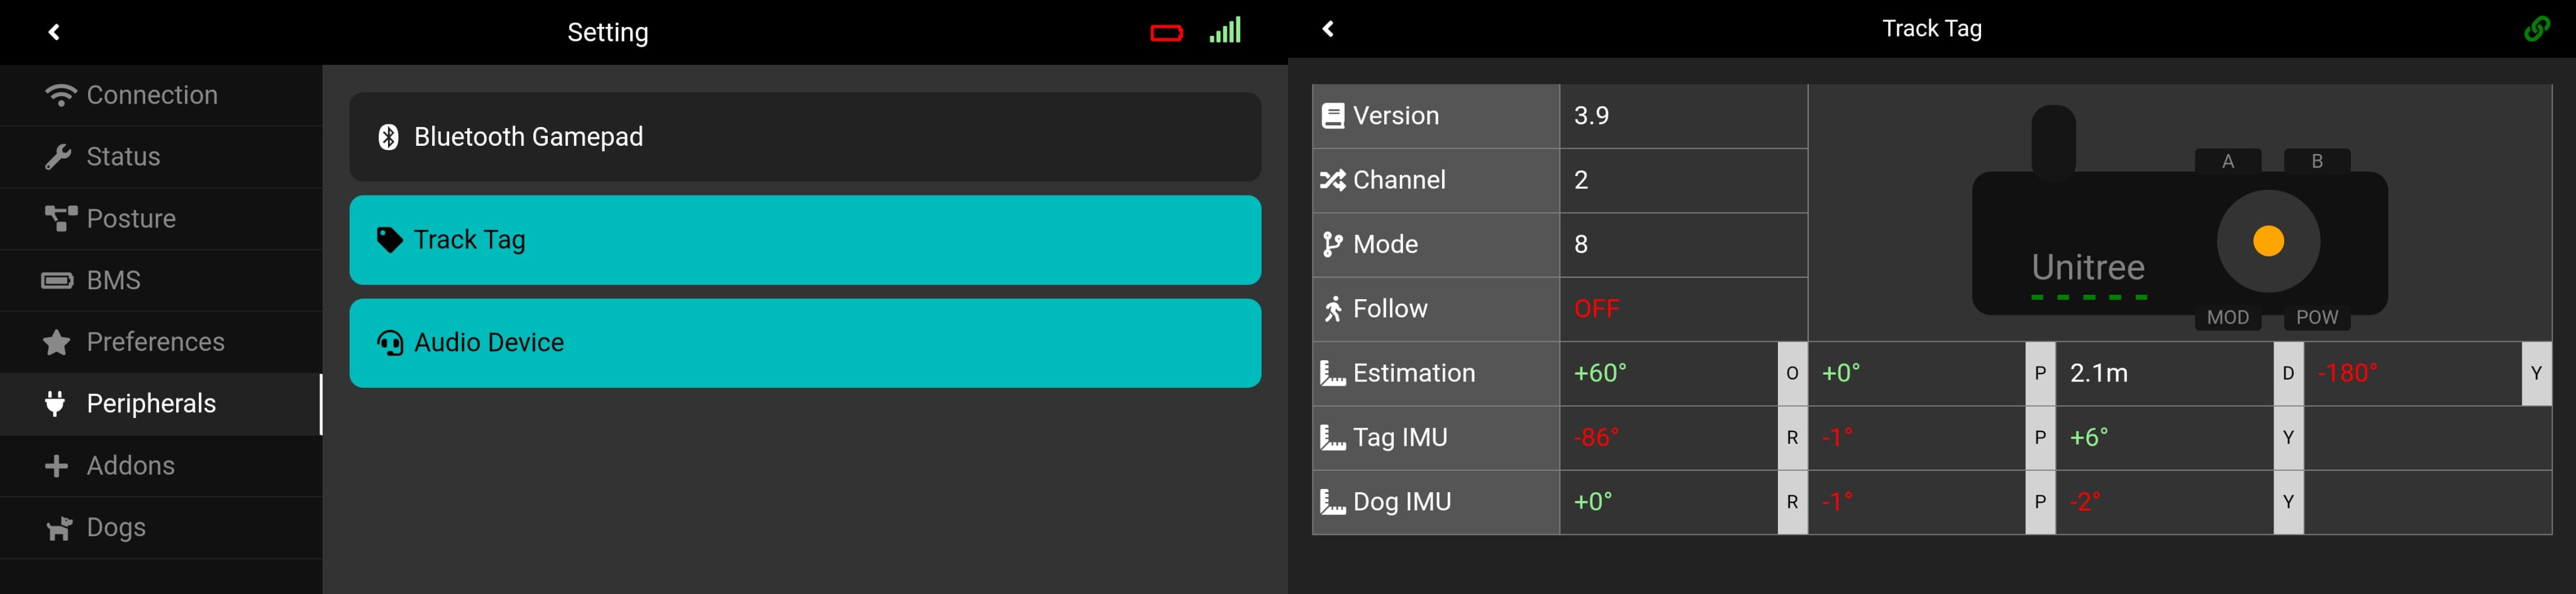 Setting
Connection
Status
Posture
BMS
Preferences
Peripherals
Addons
Dogs
Bluetooth Gamepad
Track Tag
Audio Device
Track Tag
Version 3.9
Channel 2
Mode 8
Follow OFF
A B
Unitree
MOD POW
Estimation +60° O +0° P 2.1m D -180° Y
Tag IMU -86° R -1° P +6° Y
Dog IMU +0° R -1° P -2° Y